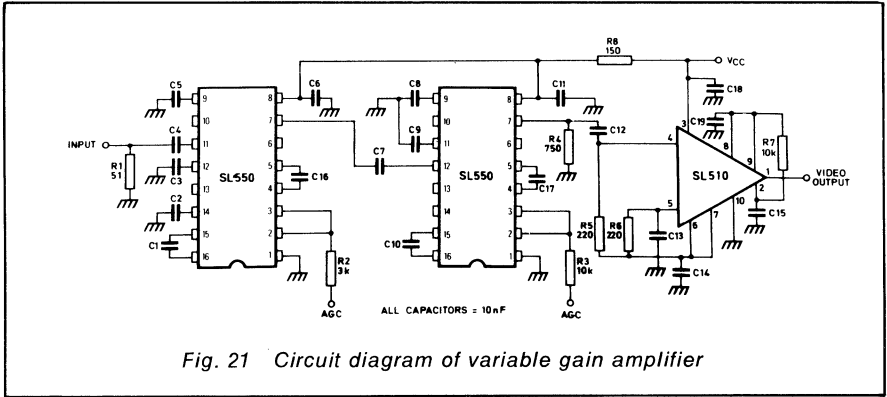 R8
150
VCC
C5
9
8
C6
C8
9
8
C11
C18
10
7
10
7
C19
3
INPUT
C4
11
6
C9
11
6
R4
750
C12
4
8
9
R7
10k
R1
51
C3
12
5
C16
C7
12
5
C17
SL550
SL550
SL510
1
VIDEO
OUTPUT
13
4
13
4
2
C2
14
3
14
3
R5
220
R6
220
5
6
7
10
C15
C1
15
2
C10
15
2
C13
16
1
R2
3k
16
1
R3
10k
C14
AGC
ALL CAPACITORS = 10nF
AGC
Fig. 21 Circuit diagram of variable gain amplifier